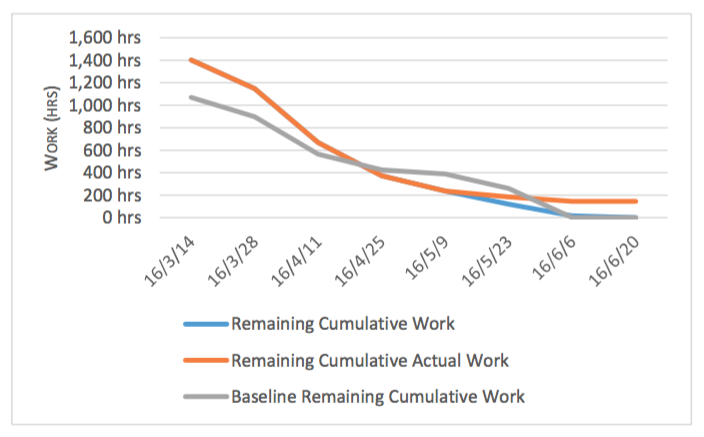 1,600 hrs
1,400 hrs
1,200 hrs
1,000 hrs
800 hrs
600 hrs
400 hrs
200 hrs
0 hrs
WORK (HRS)
16/3/14
16/3/28
16/4/11
16/4/25
16/5/9
16/5/23
16/6/6
16/6/20
Remaining Cumulative Work
Remaining Cumulative Actual Work
Baseline Remaining Cumulative Work